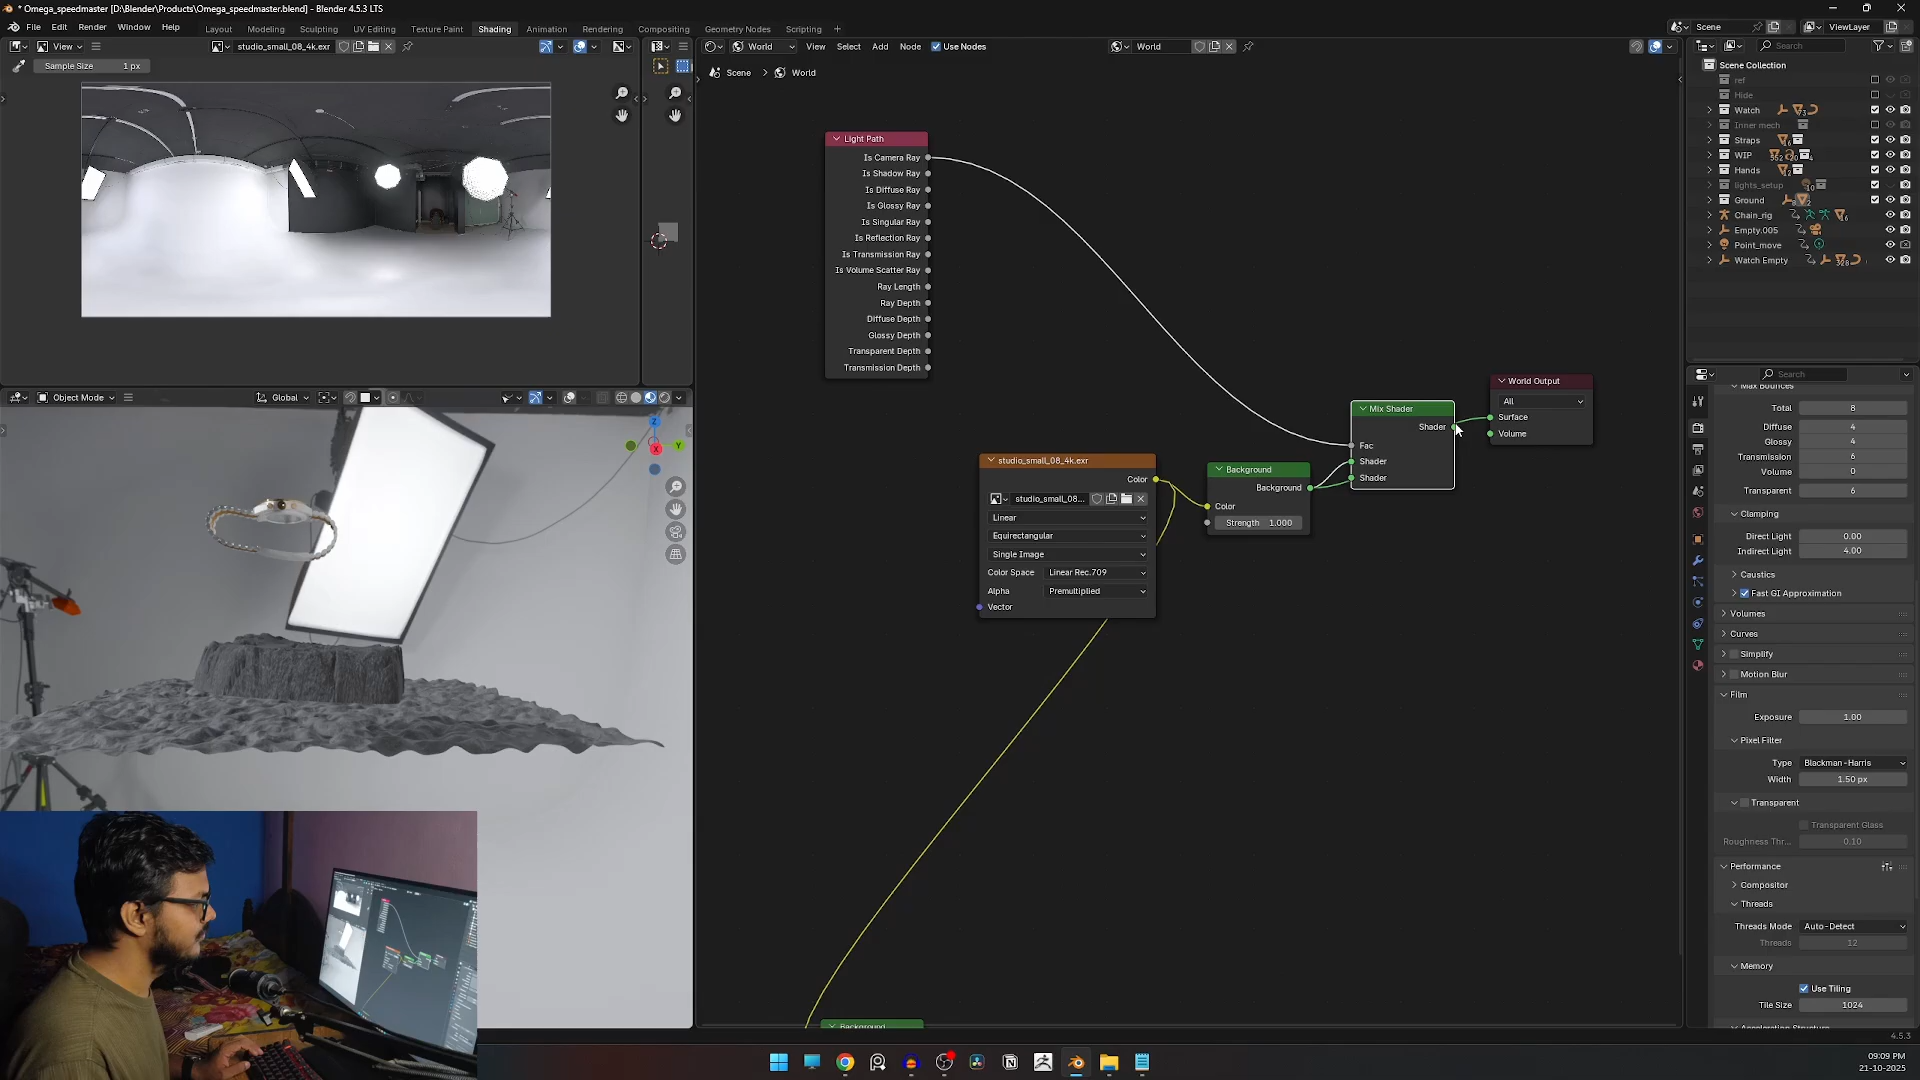 * Omega_speedmaster [D:\Blender\Products\Omega_speedmaster.blend] - Blender 4.5.3 LTS
File Edit Render Window Help
Layout Modeling Sculpting UV Editing Texture Paint Shading Animation Rendering Compositing Geometry Nodes Scripting +
Scene
ViewLayer
View
studio_small_08_4k.exr
Sample Size 1 px
World
View Select Add Node Use Nodes
World
Scene > World
Light Path
Is Camera Ray
Is Shadow Ray
Is Diffuse Ray
Is Glossy Ray
Is Singular Ray
Is Reflection Ray
Is Transmission Ray
Is Volume Scatter Ray
Ray Length
Ray Depth
Diffuse Depth
Glossy Depth
Transparent Depth
Transmission Depth
studio_small_08_4k.exr
Color
studio_small_08...
Linear
Equirectangular
Single Image
Color Space Linear Rec.709
Alpha Premultiplied
Vector
Background
Background
Color
Strength 1.000
Mix Shader
Shader
Fac
Shader
Shader
World Output
All
Surface
Volume
Background
Object Mode
Global
Z
Y
X
Search
Scene Collection
ref
Hide
Watch
Inner mech
Straps
WIP
Hands
lights_setup
Ground
Chain_rig
Empty.005
Point_move
Watch Empty
Search
Max Bounces
Total 8
Diffuse 4
Glossy 4
Transmission 6
Volume 0
Transparent 6
Clamping
Direct Light 0.00
Indirect Light 4.00
Caustics
Fast GI Approximation
Volumes
Curves
Simplify
Motion Blur
Film
Exposure 1.00
Pixel Filter
Type Blackman-Harris
Width 1.50 px
Transparent
Transparent Glass
Roughness Thr... 0.10
Performance
Compositor
Threads
Threads Mode Auto-Detect
Threads 12
Memory
Use Tiling
Tile Size 1024
Acceleration Structure
4.5.3
09:09 PM
21-10-2025